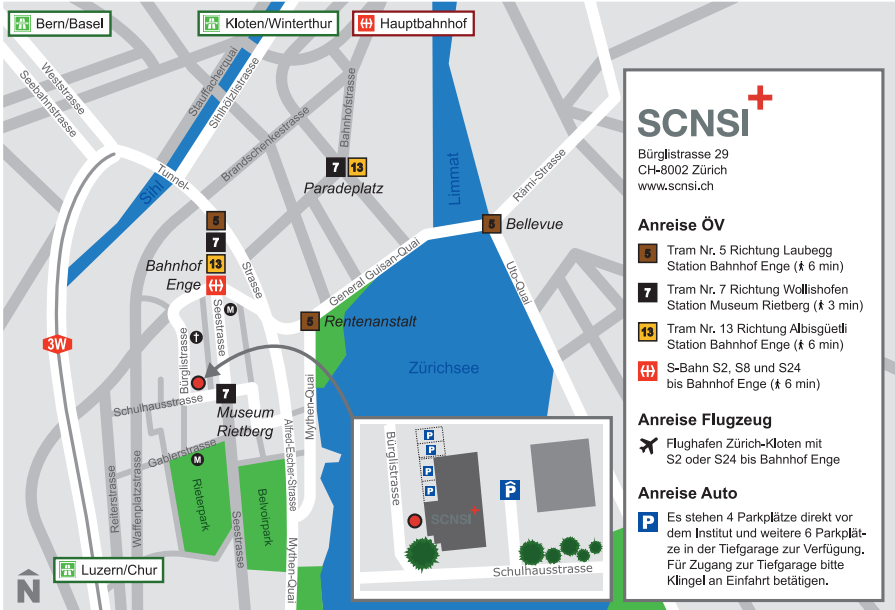 Bern/Basel
Kloten/Winterthur
Hauptbahnhof
Weststrasse
Seebahnstrasse
Stauffacherquai
Sihlhölzlistrasse
Brandschenkestrasse
Bahnhofstrasse
Sihl
Tunnel-
Strasse
7 13
Paradeplatz
Limmat
Rämi-Strasse
5
Bellevue
5
7
13
Bahnhof
Enge
General Guisan-Quai
Uto-Quai
5
Rentenanstalt
Seestrasse
M
3W
Bürglistrasse
Zürichsee
7
Museum
Rietberg
Schulhausstrasse
Mythen-Quai
Alfred-Escher-Strasse
Gablerstrasse
M
Reiterstrasse
Waffenplatzstrasse
Rieterpark
Belvoirpark
Seestrasse
Mythen-Quai
Luzern/Chur
N
Bürglistrasse
P
P
P
P
P
SCNSI
Schulhausstrasse
SCNSI
Bürglistrasse 29
CH-8002 Zürich
www.scnsi.ch
Anreise ÖV
5 Tram Nr. 5 Richtung Laubegg
Station Bahnhof Enge (6 min)
7 Tram Nr. 7 Richtung Wollishofen
Station Museum Rietberg (3 min)
13 Tram Nr. 13 Richtung Albisgüetli
Station Bahnhof Enge (6 min)
S-Bahn S2, S8 und S24
bis Bahnhof Enge (6 min)
Anreise Flugzeug
Flughafen Zürich-Kloten mit
S2 oder S24 bis Bahnhof Enge
Anreise Auto
P Es stehen 4 Parkplätze direkt vor
dem Institut und weitere 6 Parkplät-
ze in der Tiefgarage zur Verfügung.
Für Zugang zur Tiefgarage bitte
Klingel an Einfahrt betätigen.